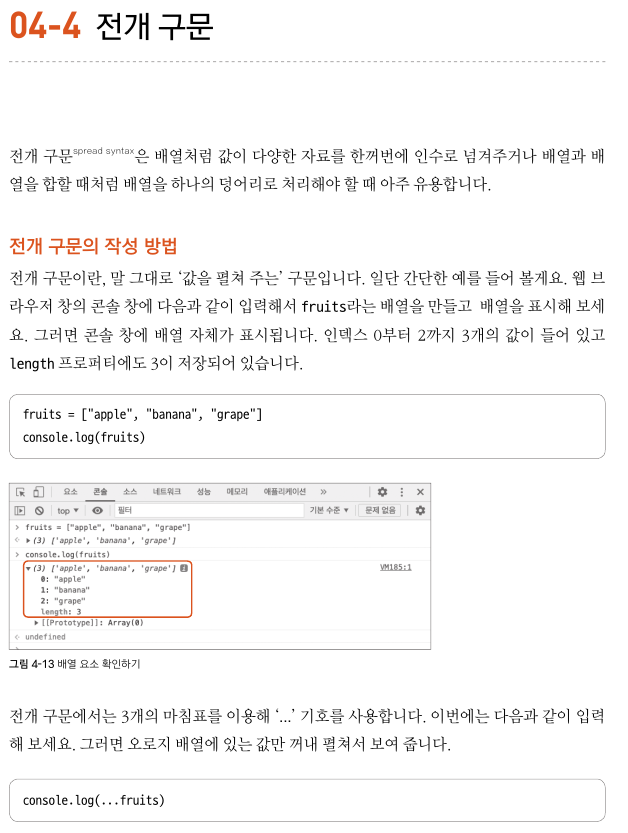 04-4 전개 구문
전개 구문spread syntax은 배열처럼 값이 다양한 자료를 한꺼번에 인수로 넘겨주거나 배열과 배
열을 합할 때처럼 배열을 하나의 덩어리로 처리해야 할 때 아주 유용합니다.
전개 구문의 작성 방법
전개 구문이란, 말 그대로 ‘값을 펼쳐 주는’ 구문입니다. 일단 간단한 예를 들어 볼게요. 웹 브
라우저 창의 콘솔 창에 다음과 같이 입력해서 fruits라는 배열을 만들고 배열을 표시해 보세
요. 그러면 콘솔 창에 배열 자체가 표시됩니다. 인덱스 0부터 2까지 3개의 값이 들어 있고
length 프로퍼티에도 3이 저장되어 있습니다.
fruits = ["apple", "banana", "grape"]
console.log(fruits)
요소 콘솔 소스 네트워크 성능 메모리 애플리케이션 »
top ▼ 필터 기본 수준 ▼ 문제 없음
> fruits = ["apple", "banana", "grape"]
< ▶ (3) ['apple', 'banana', 'grape']
> console.log(fruits)
▼ (3) ['apple', 'banana', 'grape'] i VM185:1
0: "apple"
1: "banana"
2: "grape"
length: 3
▶ [[Prototype]]: Array(0)
< undefined
그림 4-13 배열 요소 확인하기
전개 구문에서는 3개의 마침표를 이용해 ‘...’ 기호를 사용합니다. 이번에는 다음과 같이 입력
해 보세요. 그러면 오로지 배열에 있는 값만 꺼내 펼쳐서 보여 줍니다.
console.log(...fruits)